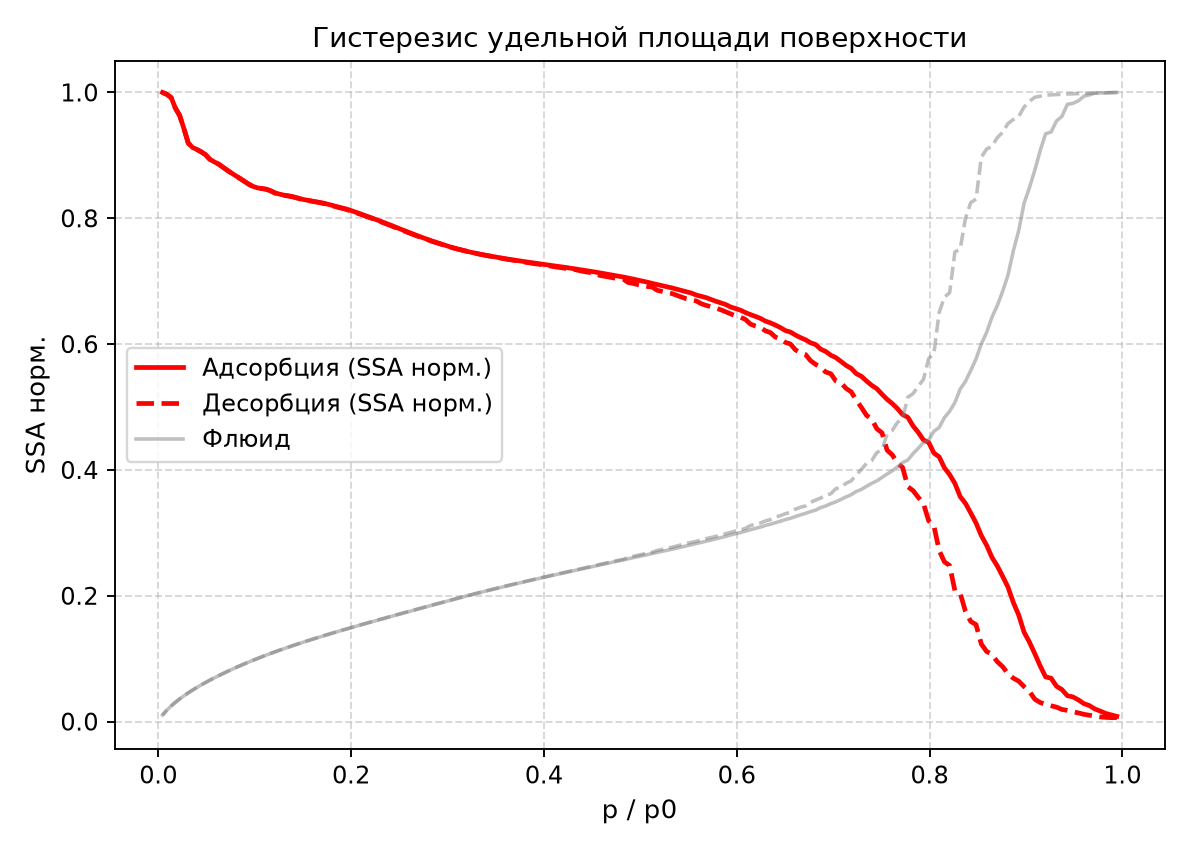 Гистерезис удельной площади поверхности
SSA норм.
1.0
0.8
0.6
0.4
0.2
0.0
Адсорбция (SSA норм.)
Десорбция (SSA норм.)
Флюид
0.0 0.2 0.4 0.6 0.8 1.0
p / p0